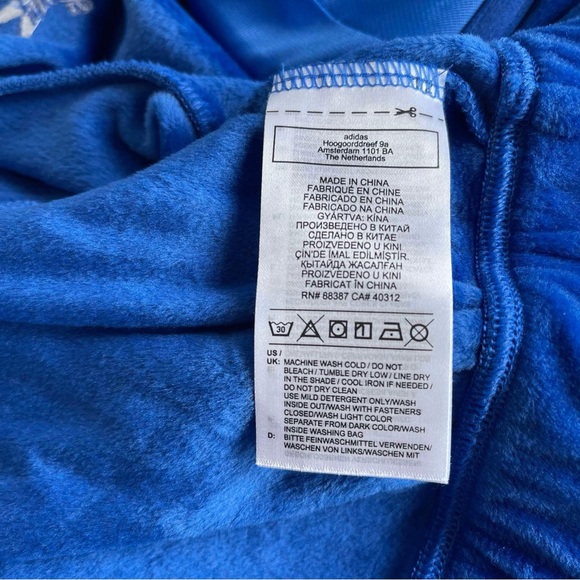 adidas
Hoogoorddreef 9a
Amsterdam 1101 BA
The Netherlands
MADE IN CHINA
FABRIQUÉ EN CHINE
FABRICADO EN CHINA
FABRICADO NA CHINA
GYÁRTVA: KÍNA
ПРОИЗВЕДЕНО В КИТАЙ
СДЕЛАНО В КИТАЕ
PROIZVEDENO U KINI
ÇİN'DE İMAL EDİLMİŞTİR.
ҚЫТАЙДА ЖАСАЛҒАН
PROIZVEDENO U KINI
FABRICAT ÎN CHINA
RN# 88387 CA# 40312
30
US /
UK: MACHINE WASH COLD / DO NOT
BLEACH / TUMBLE DRY LOW / LINE DRY
IN THE SHADE / COOL IRON IF NEEDED /
DO NOT DRY CLEAN
USE MILD DETERGENT ONLY/WASH
INSIDE OUT/WASH WITH FASTENERS
CLOSED/WASH LIGHT COLOR
SEPARATE FROM DARK COLOR/WASH
INSIDE WASHING BAG
D: BITTE FEINWASCHMITTEL VERWENDEN/
WASCHEN VON LINKS/WASCHEN MIT